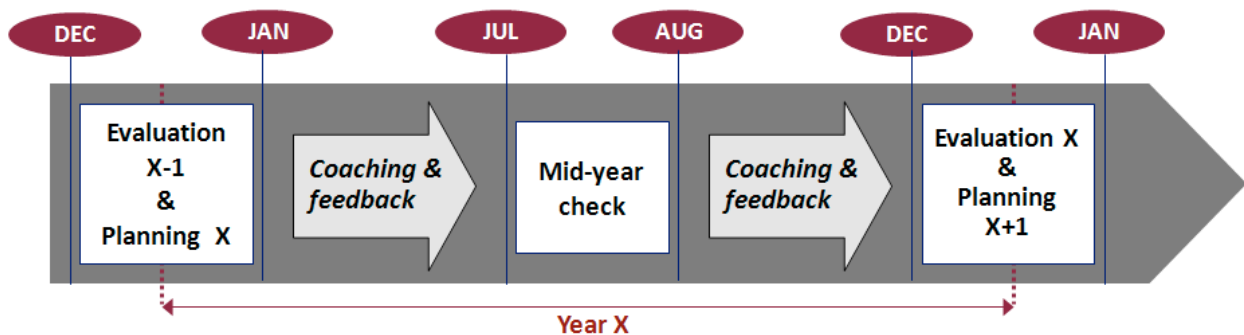 DEC
JAN
JUL
AUG
DEC
JAN
Evaluation
X-1
&
Planning X
Coaching &
feedback
Mid-year
check
Coaching &
feedback
Evaluation X
&
Planning
X+1
Year X